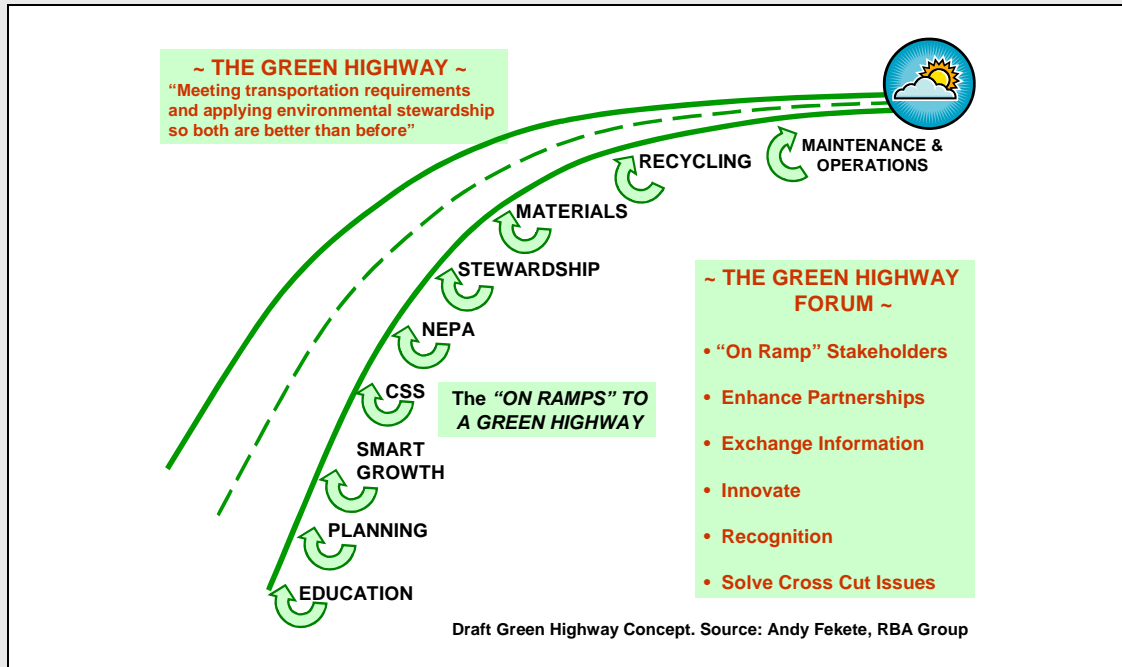 ~ THE GREEN HIGHWAY ~
“Meeting transportation requirements
and applying environmental stewardship
so both are better than before”
MAINTENANCE &
OPERATIONS
RECYCLING
MATERIALS
STEWARDSHIP
NEPA
CSS
The “ON RAMPS” TO
A GREEN HIGHWAY
SMART
GROWTH
PLANNING
EDUCATION
~ THE GREEN HIGHWAY
FORUM ~
• “On Ramp” Stakeholders
• Enhance Partnerships
• Exchange Information
• Innovate
• Recognition
• Solve Cross Cut Issues
Draft Green Highway Concept. Source: Andy Fekete, RBA Group